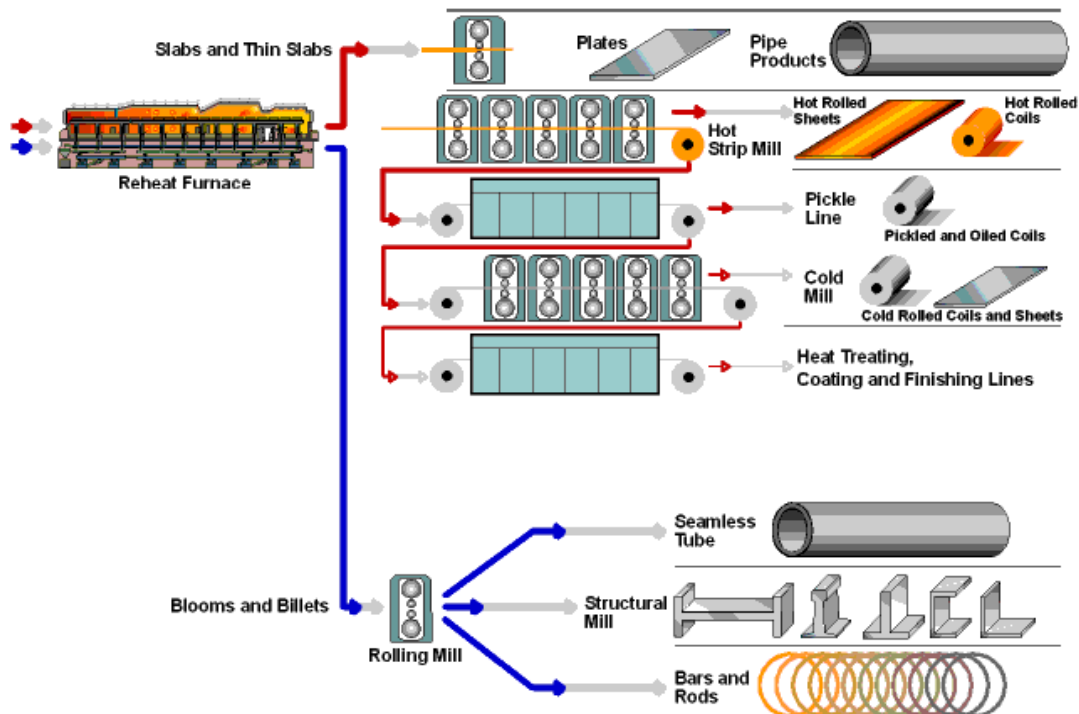 Slabs and Thin Slabs
Plates
Pipe
Products
Reheat Furnace
Hot
Strip Mill
Hot Rolled
Sheets
Hot Rolled
Coils
Pickle
Line
Pickled and Oiled Coils
Cold
Mill
Cold Rolled Coils and Sheets
Heat Treating,
Coating and Finishing Lines
Seamless
Tube
Blooms and Billets
Rolling Mill
Structural
Mill
Bars and
Rods